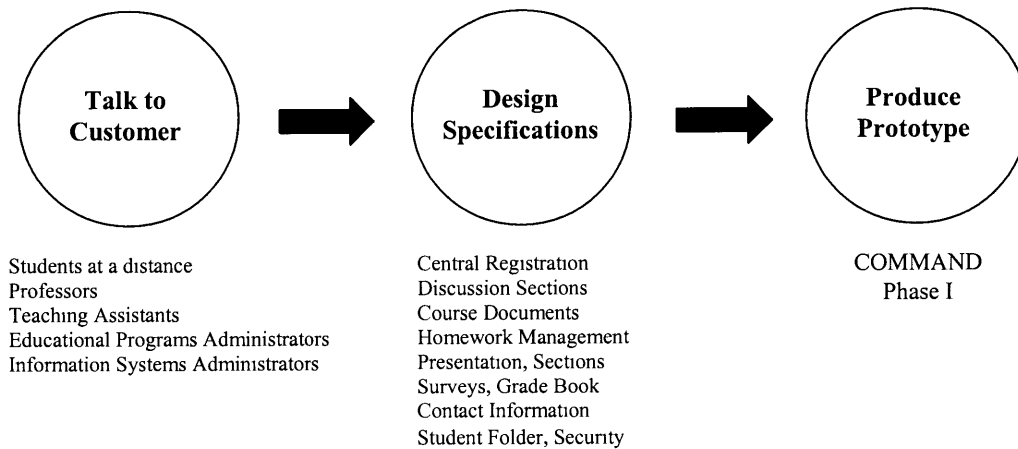 Talk to
Customer
Design
Specifications
Produce
Prototype
Students at a distance
Professors
Teaching Assistants
Educational Programs Administrators
Information Systems Administrators
Central Registration
Discussion Sections
Course Documents
Homework Management
Presentation, Sections
Surveys, Grade Book
Contact Information
Student Folder, Security
COMMAND
Phase I